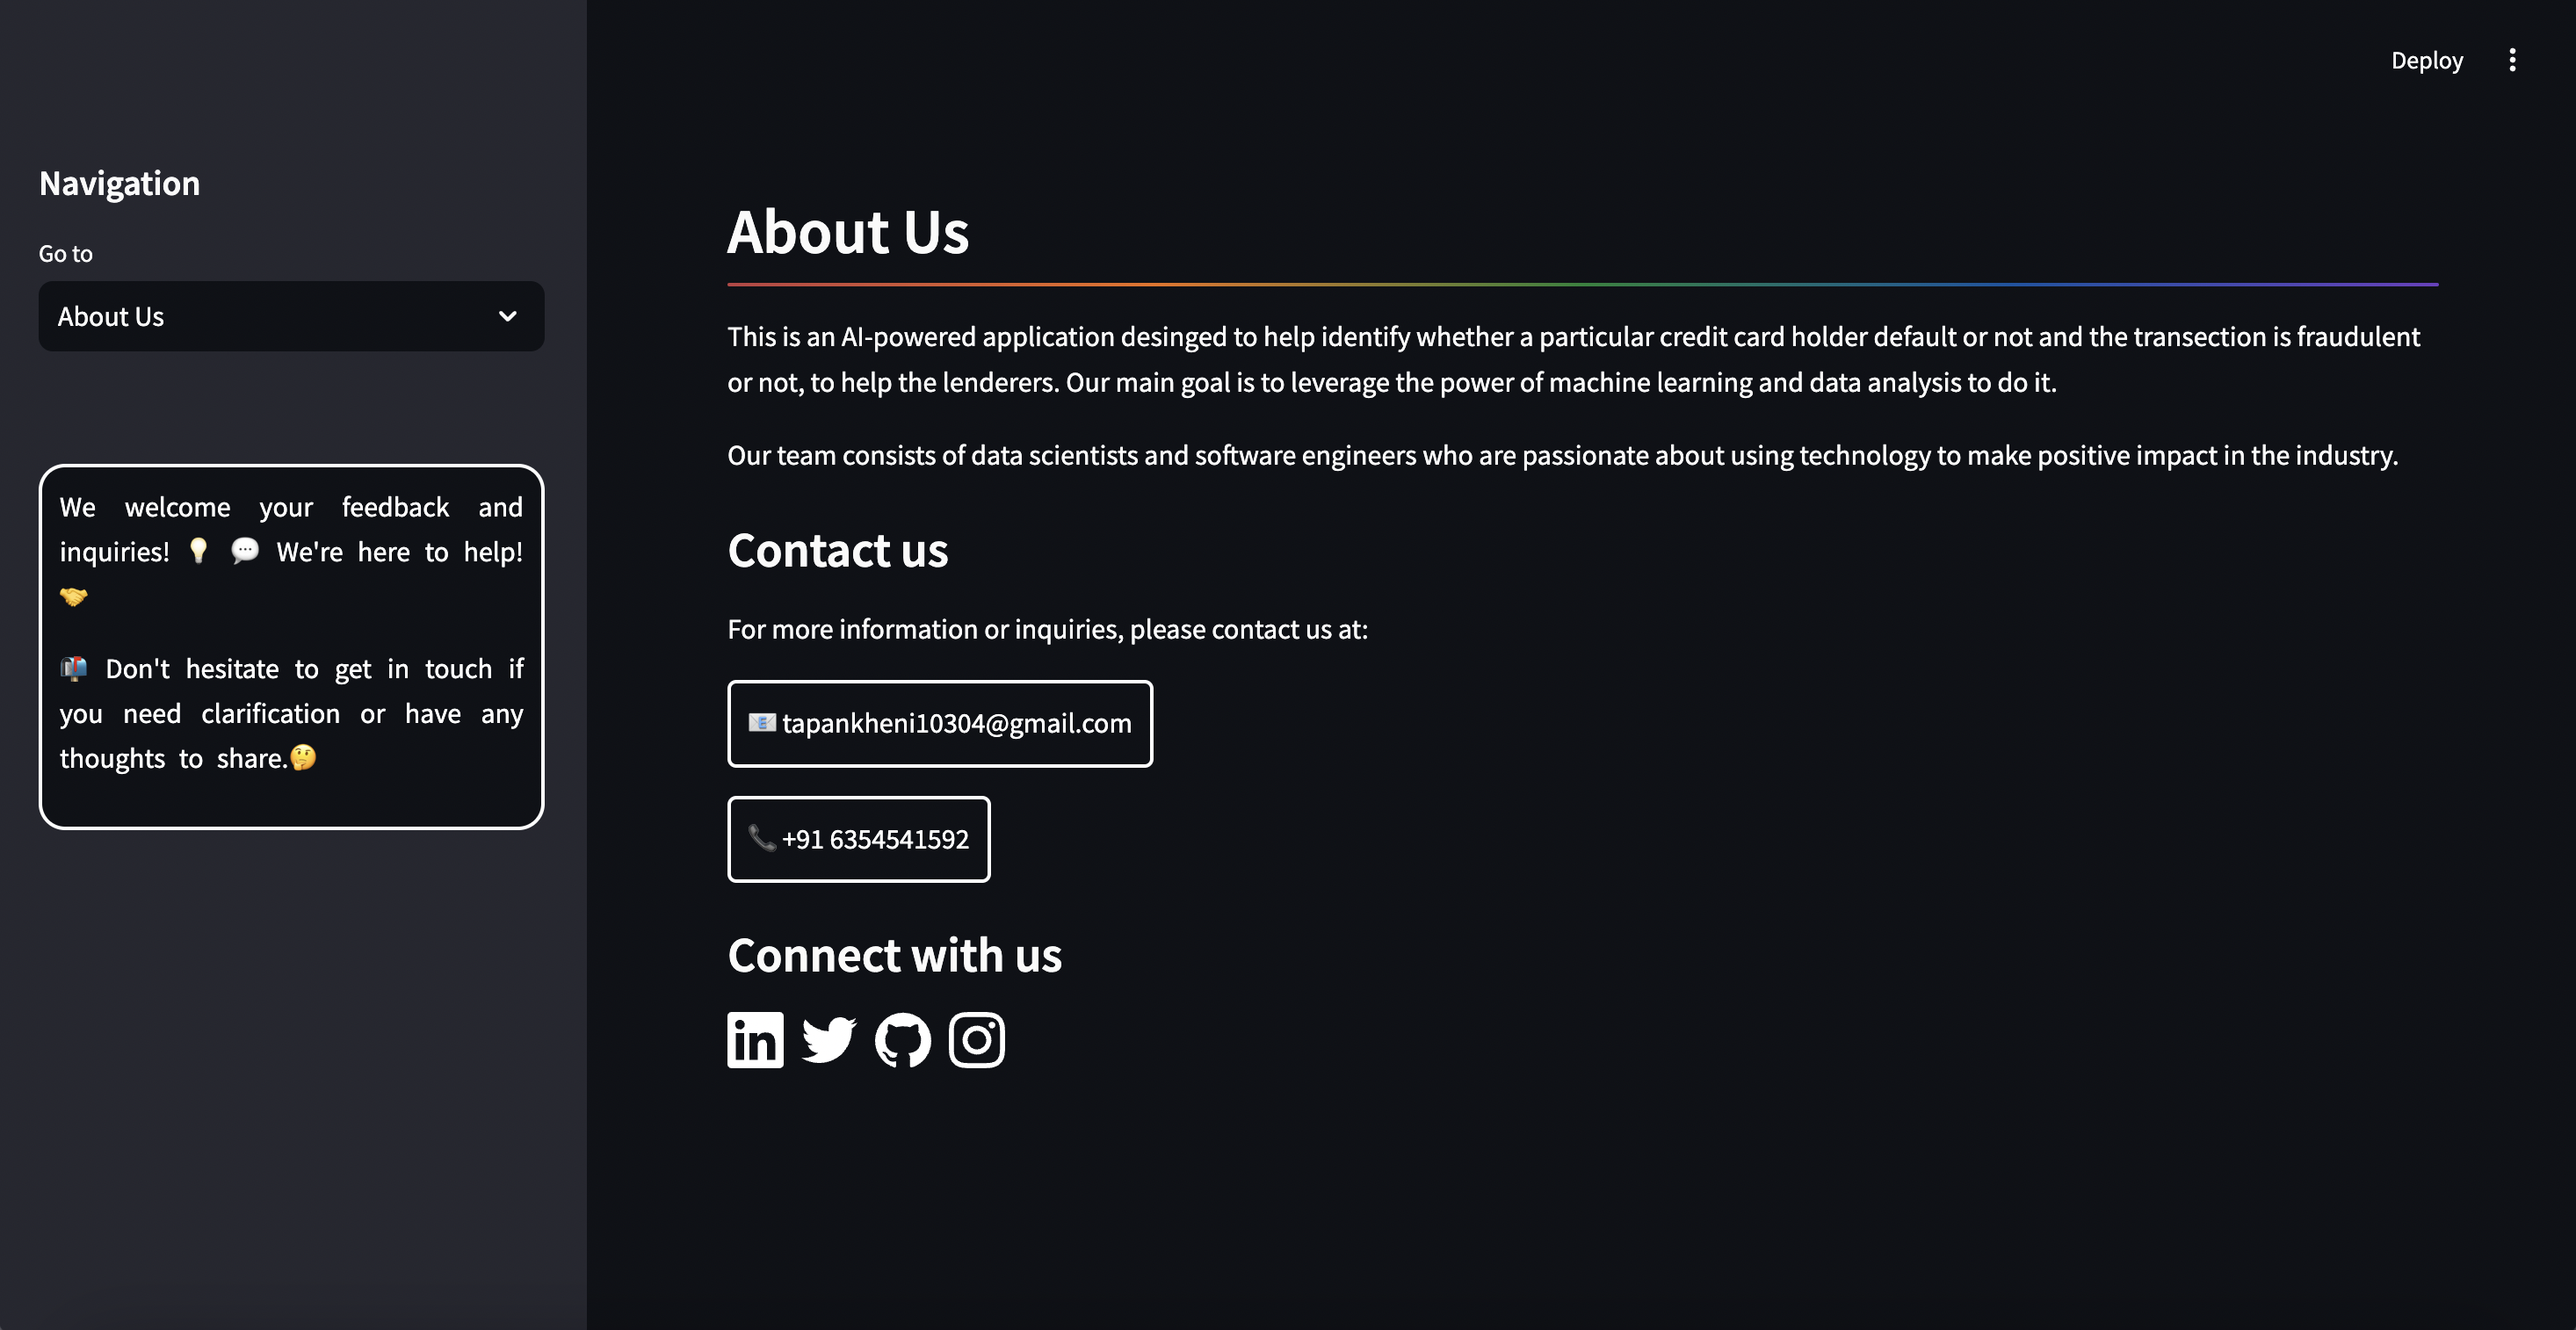 Deploy
Navigation
Go to
About Us
We welcome your feedback and
inquiries! 💡 💬 We're here to help!
🤝
📬 Don't hesitate to get in touch if
you need clarification or have any
thoughts to share.🤔
About Us
This is an AI-powered application desinged to help identify whether a particular credit card holder default or not and the transection is fraudulent
or not, to help the lenderers. Our main goal is to leverage the power of machine learning and data analysis to do it.
Our team consists of data scientists and software engineers who are passionate about using technology to make positive impact in the industry.
Contact us
For more information or inquiries, please contact us at:
📧 tapankheni10304@gmail.com
📞 +91 6354541592
Connect with us
in